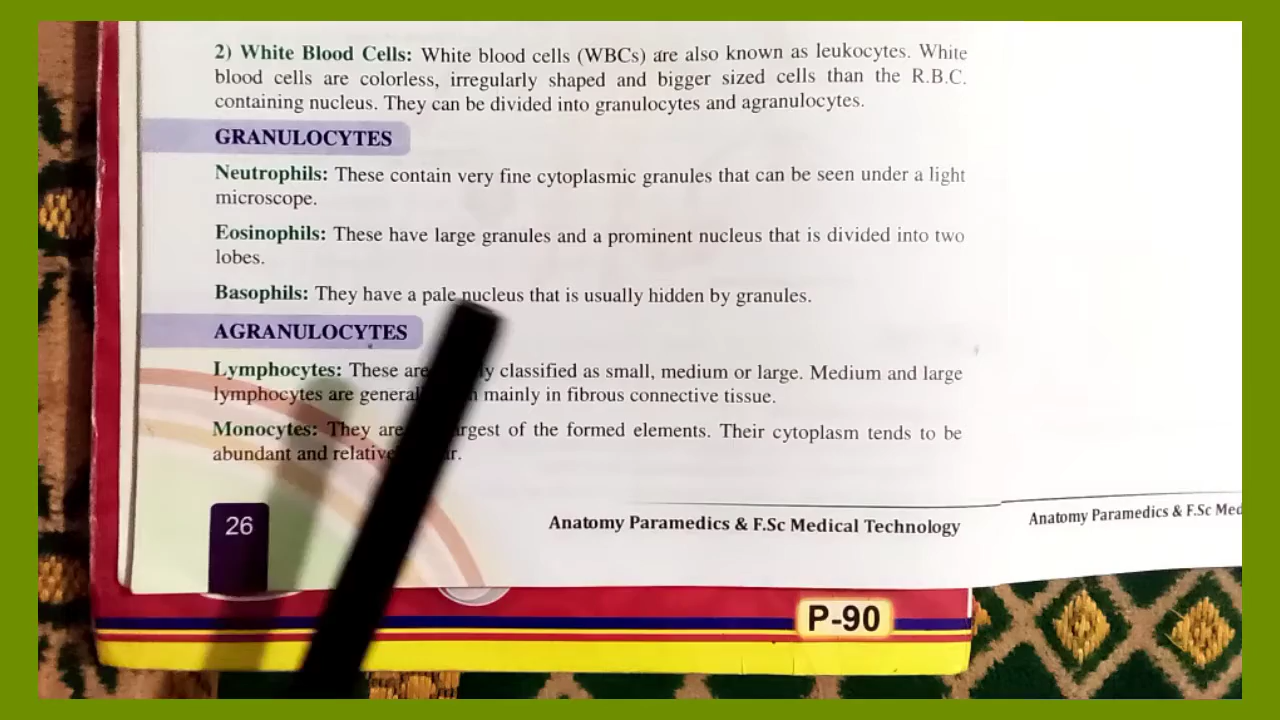 2) White Blood Cells: White blood cells (WBCs) are also known as leukocytes. White
blood cells are colorless, irregularly shaped and bigger sized cells than the R.B.C.
containing nucleus. They can be divided into granulocytes and agranulocytes.
GRANULOCYTES
Neutrophils: These contain very fine cytoplasmic granules that can be seen under a light
microscope.
Eosinophils: These have large granules and a prominent nucleus that is divided into two
lobes.
Basophils: They have a pale nucleus that is usually hidden by granules.
AGRANULOCYTES
Lymphocytes: These are classified as small, medium or large. Medium and large
lymphocytes are mainly in fibrous connective tissue.
Monocytes: They are of the formed elements. Their cytoplasm tends to be
abundant and
26
Anatomy Paramedics & F.Sc Medical Technology
Anatomy Paramedics & F.Sc
P-90